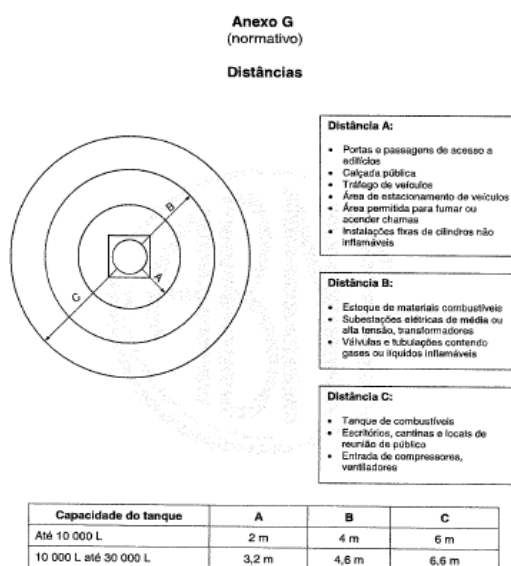 Anexo G
(normativo)
Distâncias
B
A
C
Distância A:
• Portas e passagens de acesso a
edifícios
• Calçada pública
• Tráfego de veículos
• Área de estacionamento de veículos
• Área permitida para fumar ou
acender chamas
• Instalações fixas de cilindros não
inflamáveis
Distância B:
• Estoque de materiais combustíveis
• Subestações elétricas de média ou
alta tensão, transformadores
• Válvulas e tubulações contendo
gases ou líquidos inflamáveis
Distância C:
• Tanque de combustíveis
• Escritórios, cantinas e locais de
reunião de público
• Entrada de compressores,
ventiladores
Capacidade do tanque A B C
Até 10 000 L 2 m 4 m 6 m
10 000 L até 30 000 L 3,2 m 4,6 m 6,6 m